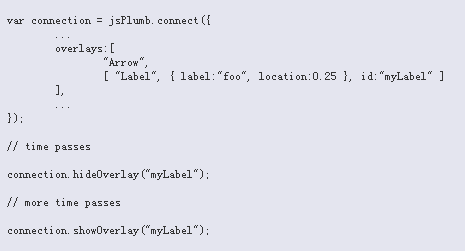 var connection = jsPlumb.connect({
...
overlays:[
"Arrow",
[ "Label", { label:"foo", location:0.25 }, id:"myLabel" ]
],
...
});
// time passes
connection.hideOverlay("myLabel");
// more time passes
connection.showOverlay("myLabel");